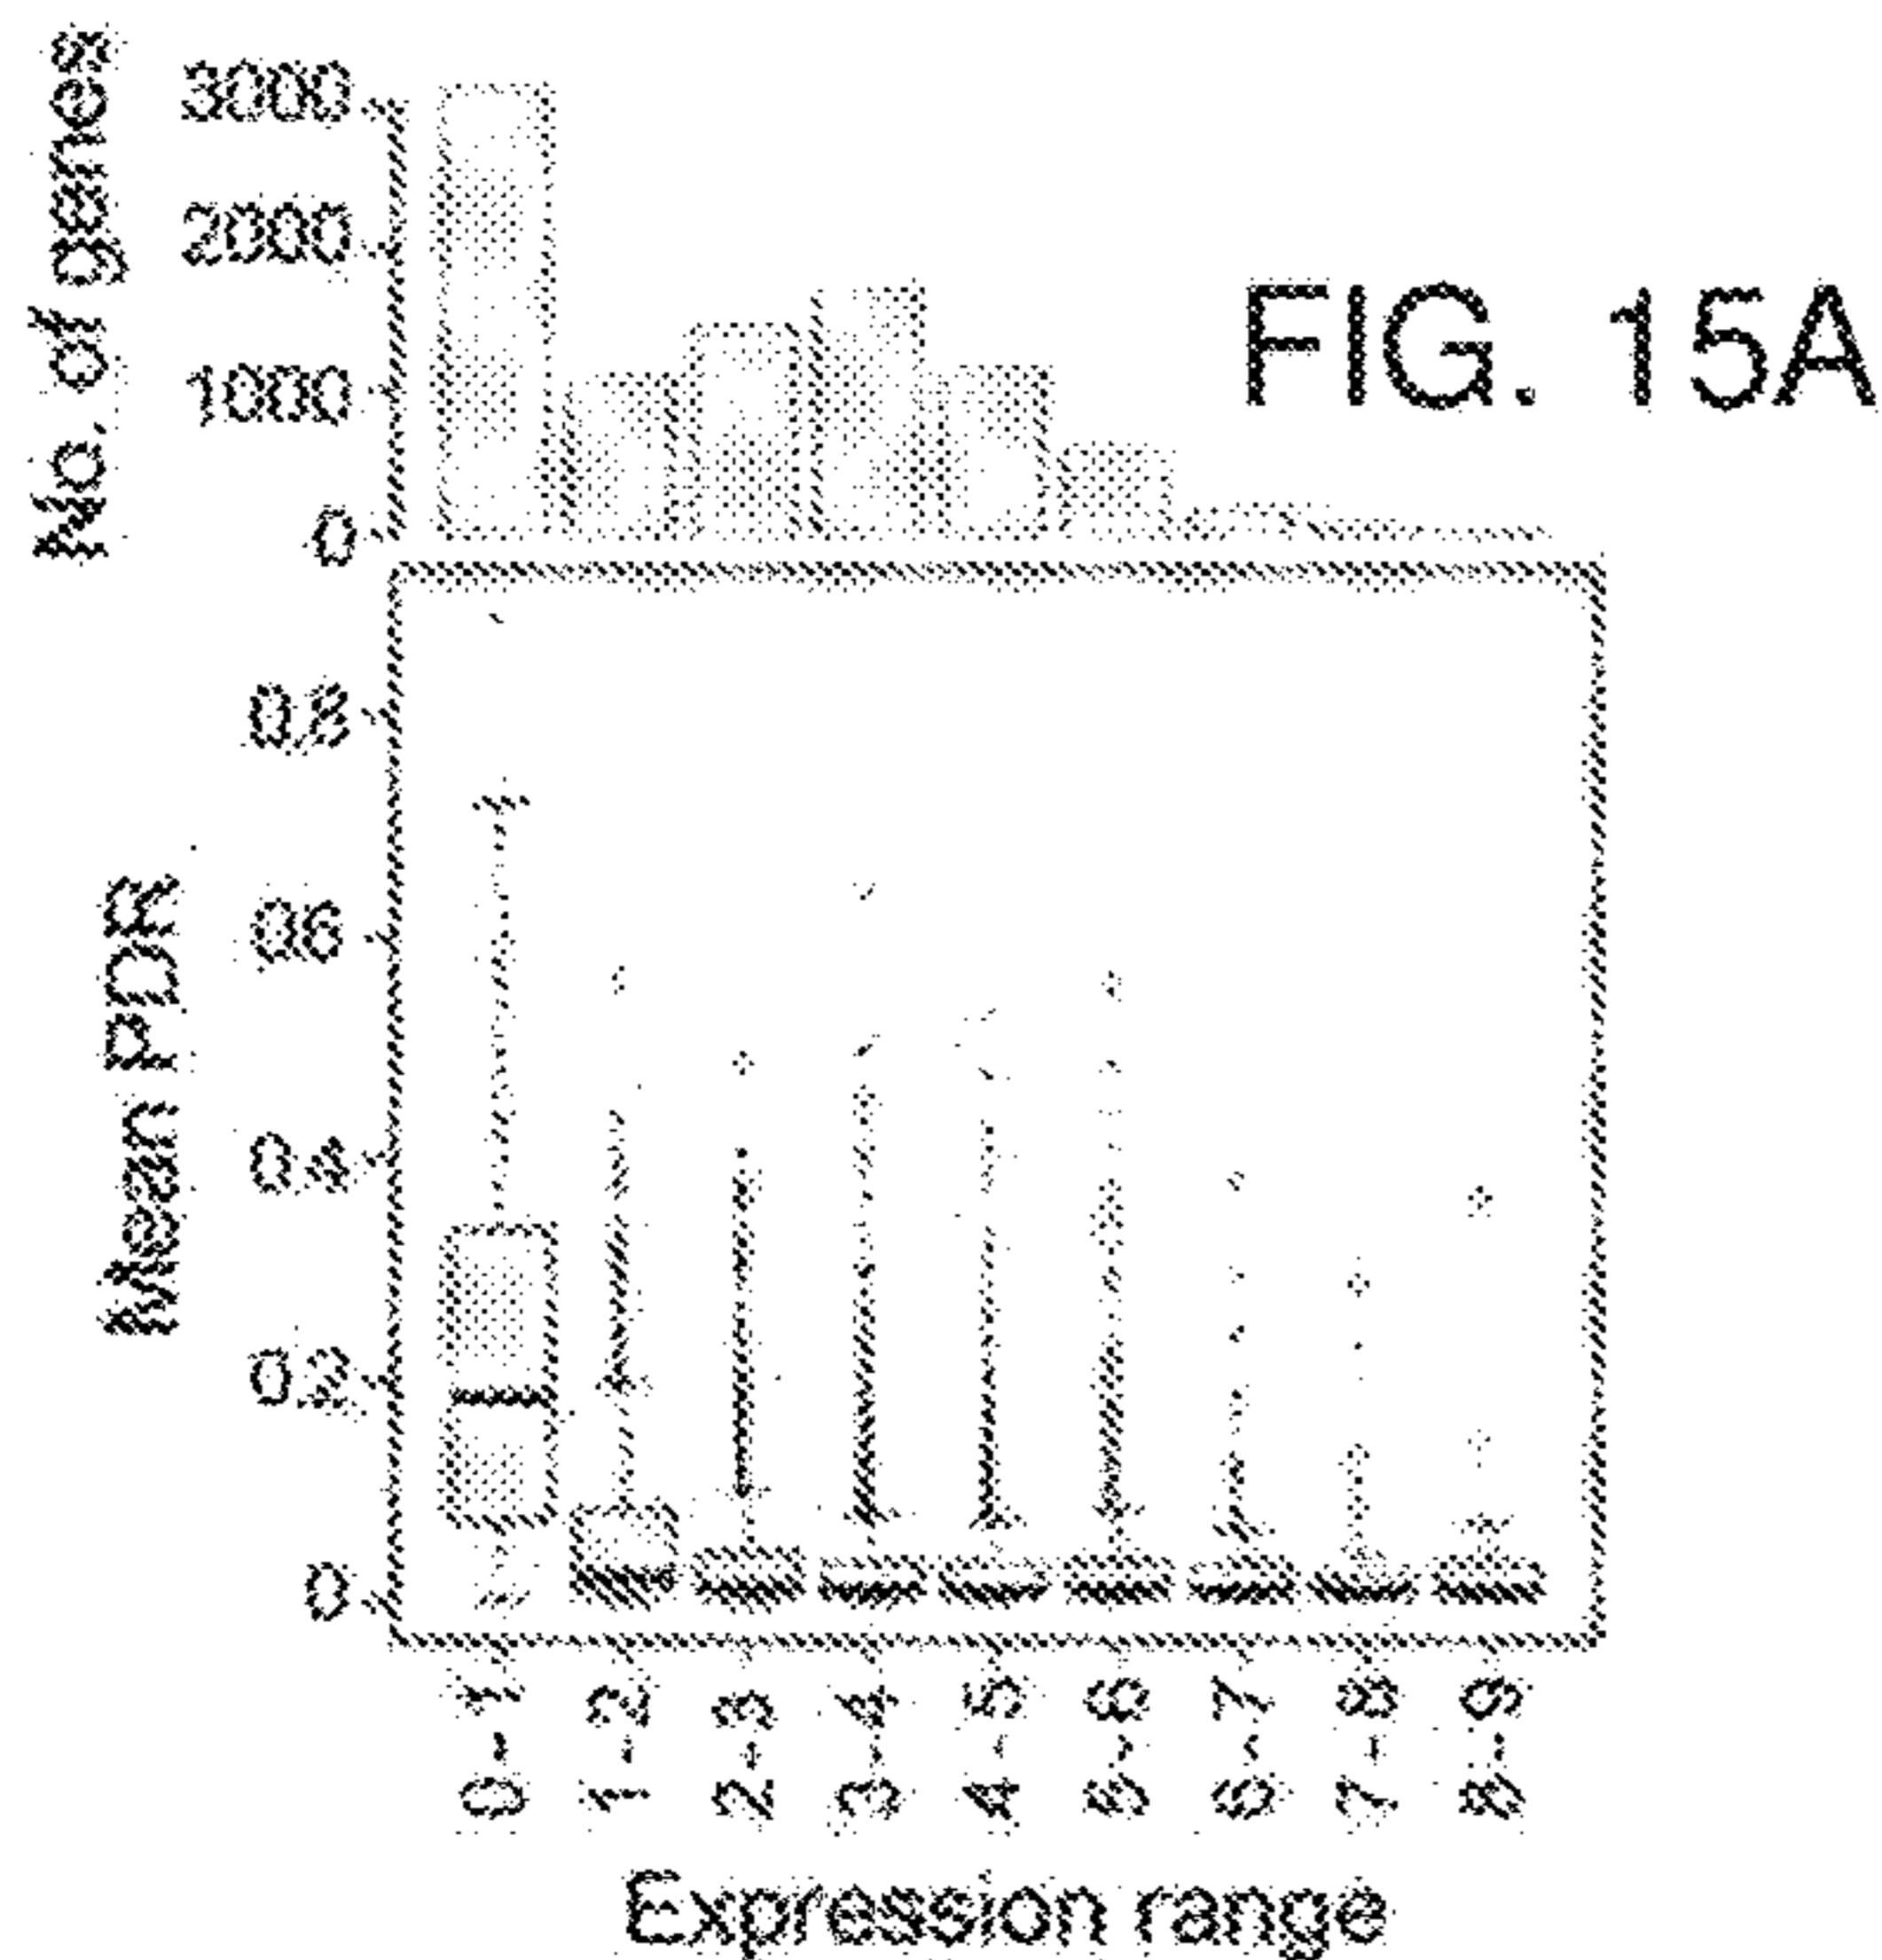 No. of genes
3000
2000
1000
0
FIG. 15A
Mean PDR
0.8
0.6
0.4
0.2
0
0 – 1
1 – 2
2 – 3
3 – 4
4 – 5
5 – 6
6 – 7
7 – 8
8 – 9
Expression range